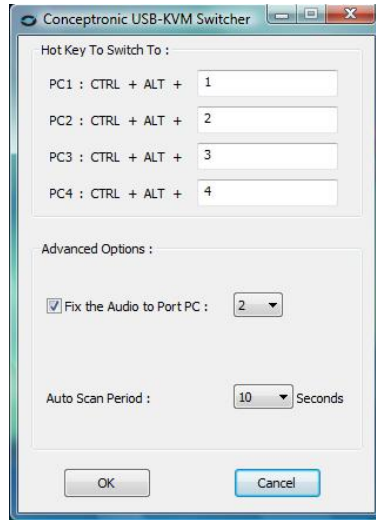 Conceptronic USB-KVM Switcher
Hot Key To Switch To :
PC1 : CTRL + ALT + 1
PC2 : CTRL + ALT + 2
PC3 : CTRL + ALT + 3
PC4 : CTRL + ALT + 4
Advanced Options :
Fix the Audio to Port PC : 2
Auto Scan Period : 10 Seconds
OK Cancel